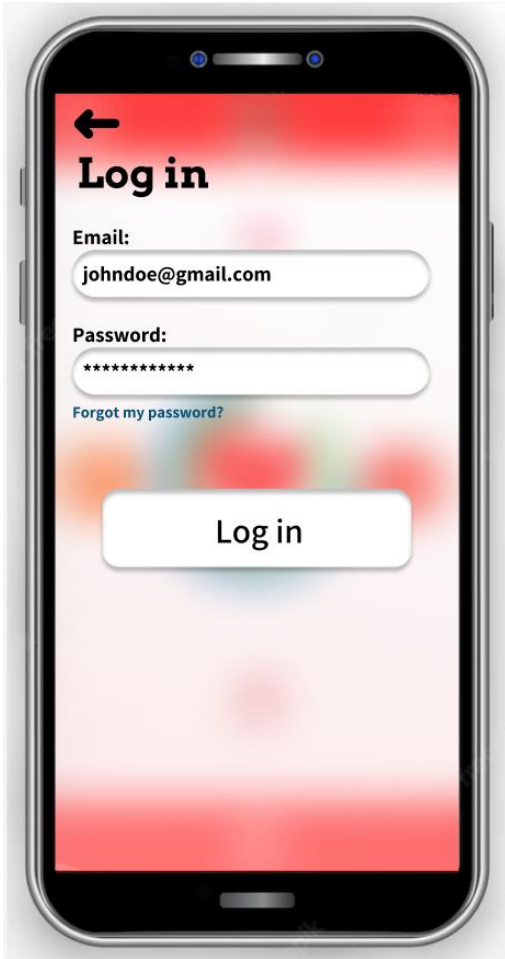 Log in
Email:
johndoe@gmail.com
Password:
************
Forgot my password?
Log in